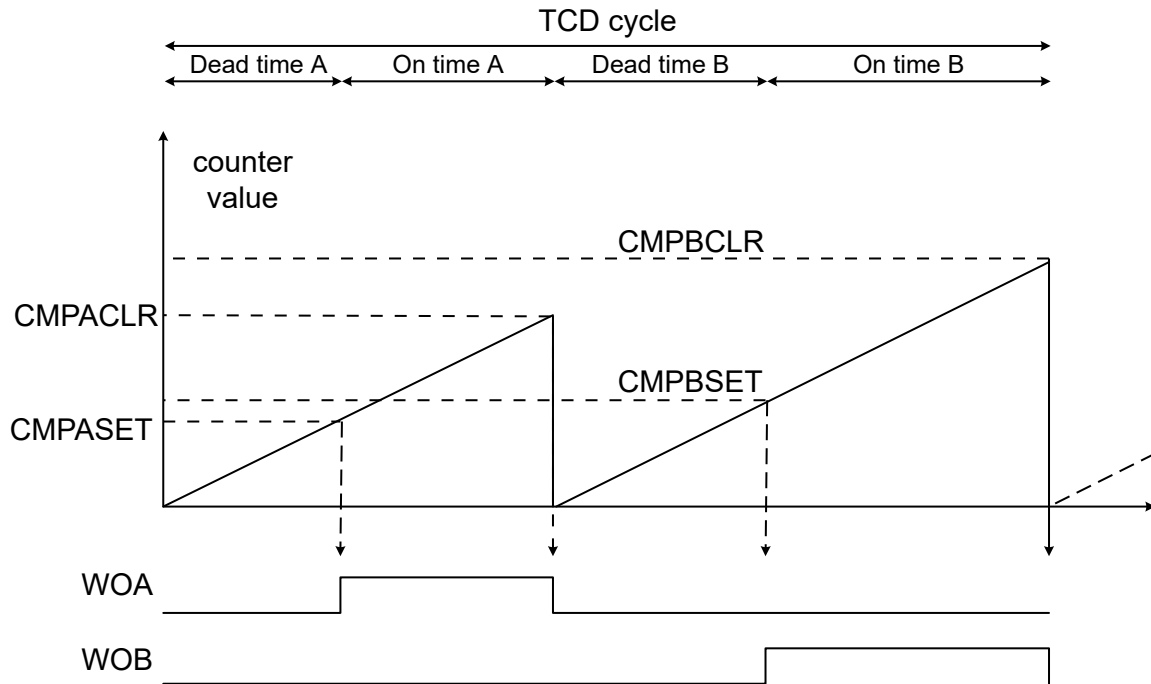 TCD cycle
Dead time A
On time A
Dead time B
On time B
counter
value
CMPBCLR
CMPACLR
CMPBSET
CMPASET
WOA
WOB